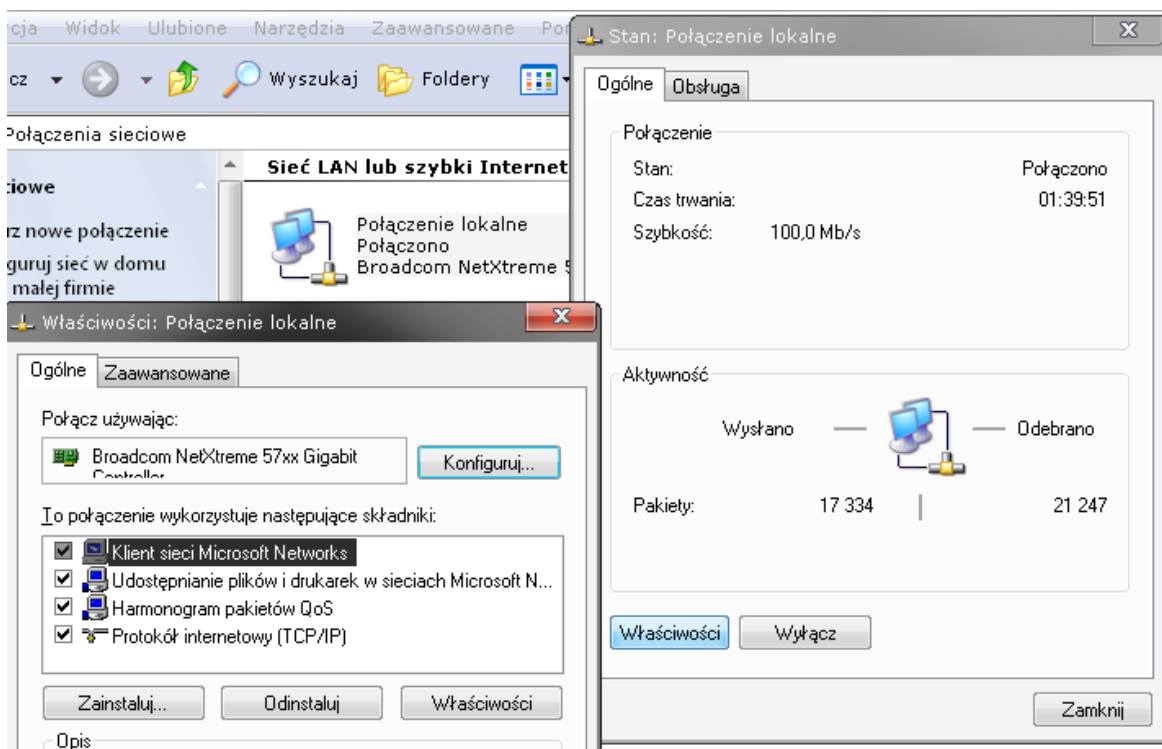 cja Widok Ulubione Narzędzia Zaawansowane Por
cz Wyszukaj Foldery
Połączenia sieciowe
ciowe
rz nowe połączenie
guruj sieć w domu
małej firmie
Sieć LAN lub szybki Internet
Połączenie lokalne
Połączono
Broadcom NetXtreme 5
Stan: Połączenie lokalne
Ogólne Obsługa
Połączenie
Stan: Połączono
Czas trwania: 01:39:51
Szybkość: 100,0 Mb/s
Aktywność
Wysłano Odebrano
Pakiety: 17 334 21 247
Właściwości Wyłącz
Zamknij
Właściwości: Połączenie lokalne
Ogólne Zaawansowane
Połącz używając:
Broadcom NetXtreme 57xx Gigabit
Controller
Konfiguruj...
To połączenie wykorzystuje następujące składniki:
Klient sieci Microsoft Networks
Udostępnianie plików i drukarek w sieciach Microsoft N...
Harmonogram pakietów QoS
Protokół internetowy (TCP/IP)
Zainstaluj... Odinstaluj Właściwości
Opis